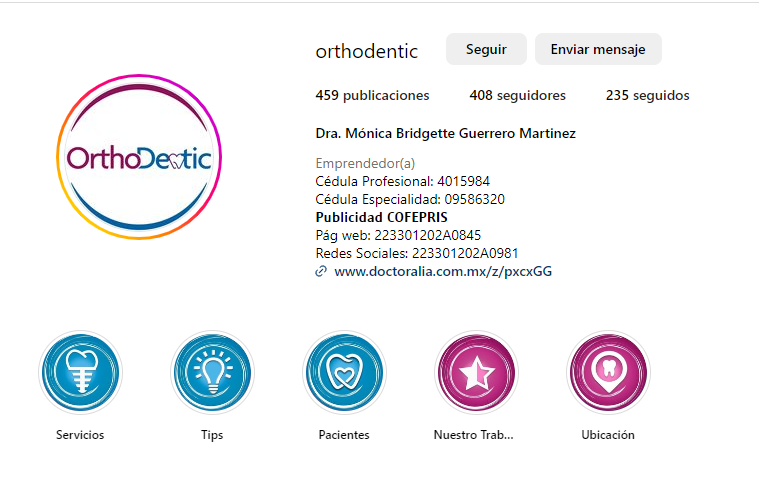 orthodentic
Seguir
Enviar mensaje
459 publicaciones
408 seguidores
235 seguidos
OrthoDentic
Dra. Mónica Bridgette Guerrero Martinez
Emprendedor(a)
Cédula Profesional: 4015984
Cédula Especialidad: 09586320
Publicidad COFEPRIS
Pág web: 223301202A0845
Redes Sociales: 223301202A0981
www.doctoralia.com.mx/z/pxcxGG
Servicios
Tips
Pacientes
Nuestro Trab...
Ubicación